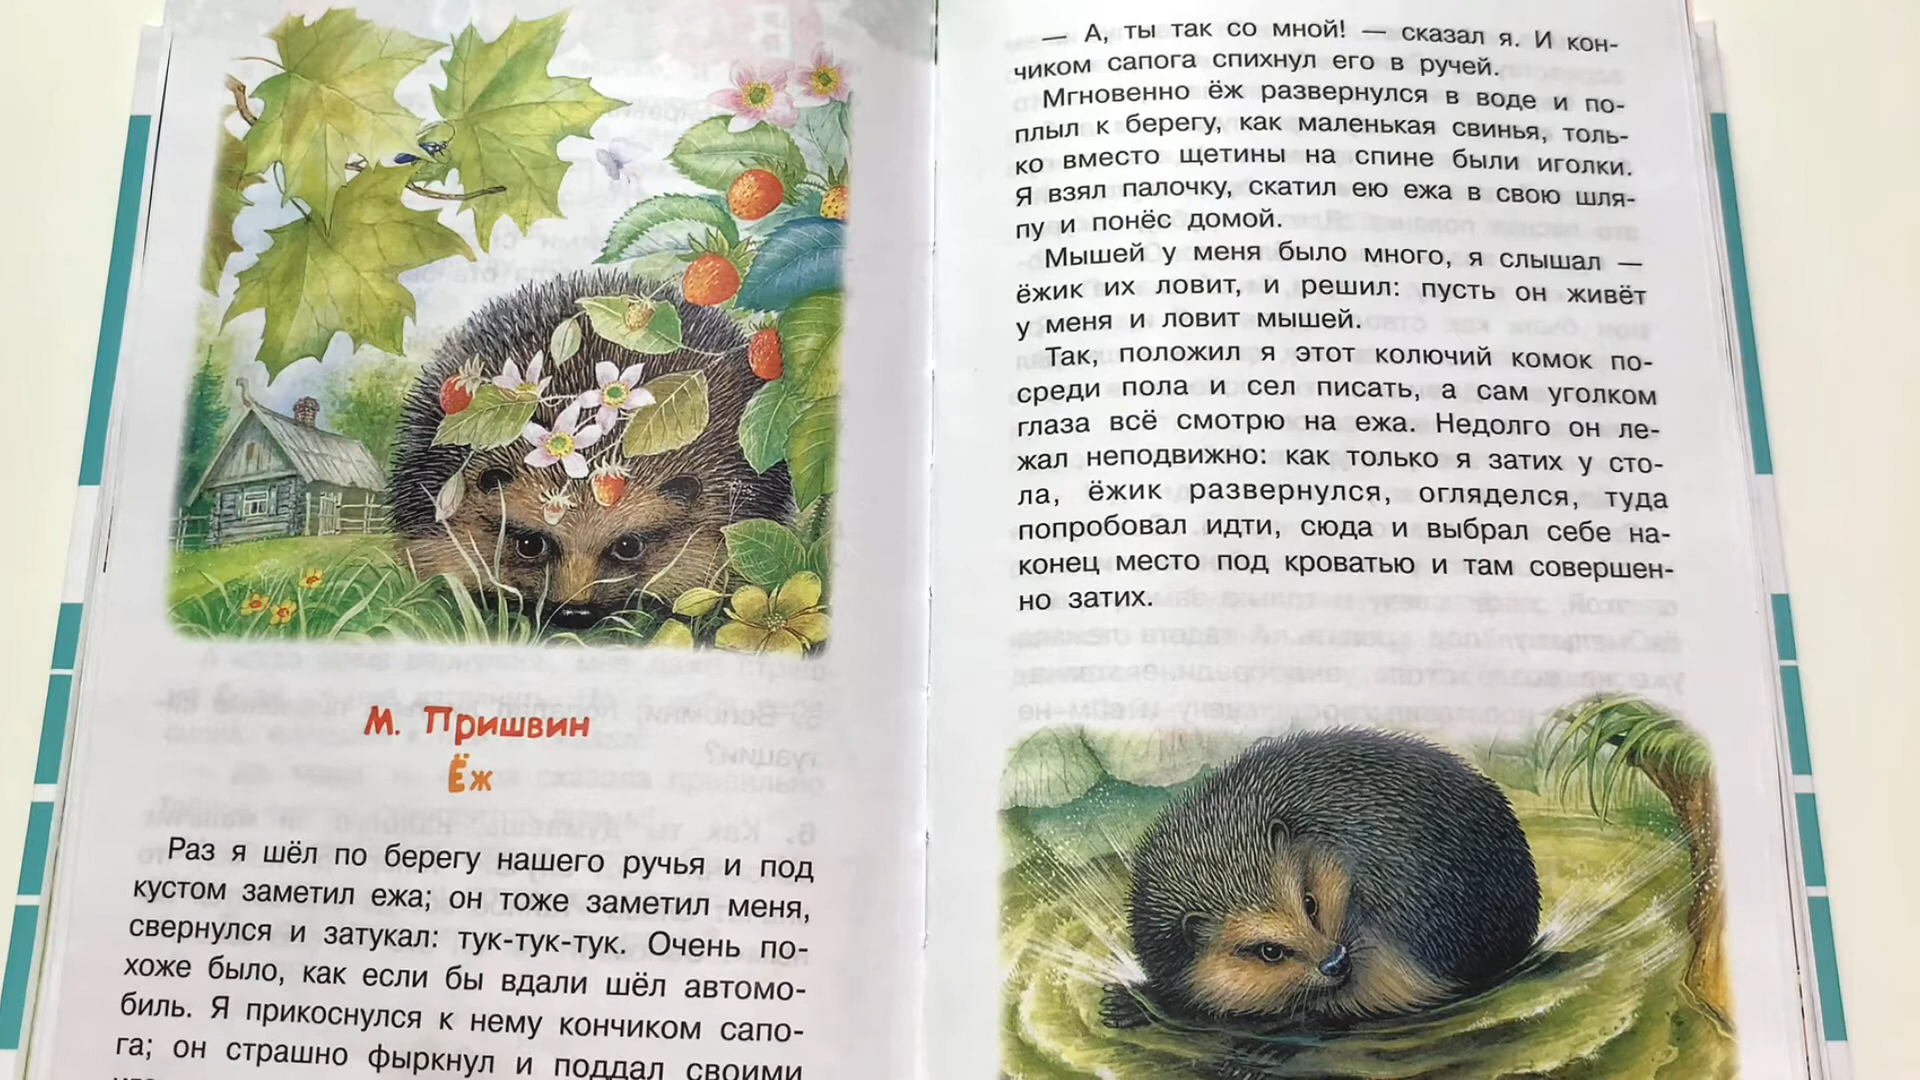 М. Пришвин
Ёж
Раз я шёл по берегу нашего ручья и под
кустом заметил ежа; он тоже заметил меня,
свернулся и затукал: тук-тук-тук. Очень по-
хоже было, как если бы вдали шёл автомо-
биль. Я прикоснулся к нему кончиком сапо-
га; он страшно фыркнул и поддал своими
— А, ты так со мной! — сказал я. И кон-
чиком сапога спихнул его в ручей.
Мгновенно ёж развернулся в воде и по-
плыл к берегу, как маленькая свинья, толь-
ко вместо щетины на спине были иголки.
Я взял палочку, скатил ею ежа в свою шля-
пу и понёс домой.
Мышей у меня было много, я слышал —
ёжик их ловит, и решил: пусть он живёт
у меня и ловит мышей.
Так, положил я этот колючий комок по-
среди пола и сел писать, а сам уголком
глаза всё смотрю на ежа. Недолго он ле-
жал неподвижно: как только я затих у сто-
ла, ёжик развернулся, огляделся, туда
попробовал идти, сюда и выбрал себе на-
конец место под кроватью и там совершен-
но затих.